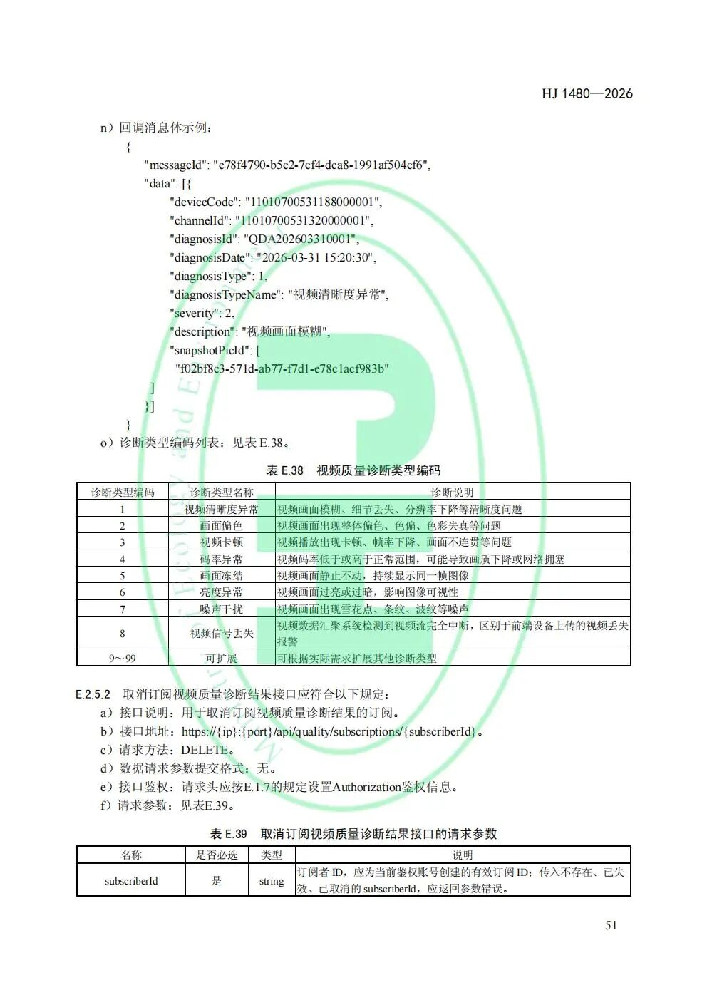 HJ 1480—2026
n）回调消息体示例：
{
"messageId": "e78f4790-b5e2-7cf4-dca8-1991af504cf6",
"data": [{
"deviceCode": "11010700531188000001",
"channelId": "11010700531320000001",
"diagnosisId": "QDA202603310001",
"diagnosisDate": "2026-03-31 15:20:30",
"diagnosisType": 1,
"diagnosisTypeName": "视频清晰度异常",
"severity": 2,
"description": "视频画面模糊",
"snapshotPicId": [
"f02bf8c3-571d-ab77-f7d1-e78c1acf983b"
]
}]
}
o）诊断类型编码列表：见表 E.38。
表 E.38 视频质量诊断类型编码
诊断类型编码 诊断类型名称 诊断说明
1 视频清晰度异常 视频画面模糊、细节丢失、分辨率下降等清晰度问题
2 画面偏色 视频画面出现整体偏色、色偏、色彩失真等问题
3 视频卡顿 视频播放出现卡顿、帧率下降、画面不连贯等问题
4 码率异常 视频码率低于或高于正常范围，可能导致画质下降或网络拥塞
5 画面冻结 视频画面静止不动，持续显示同一帧图像
6 亮度异常 视频画面过亮或过暗，影响图像可视性
7 噪声干扰 视频画面出现雪花点、条纹、波纹等噪声
8 视频信号丢失 视频数据汇聚系统检测到视频流完全中断，区别于前端设备上传的视频丢失
报警
9～99 可扩展 可根据实际需求扩展其他诊断类型
E.2.5.2 取消订阅视频质量诊断结果接口应符合以下规定：
a）接口说明：用于取消订阅视频质量诊断结果的订阅。
b）接口地址：https://{ip}:{port}/api/quality/subscriptions/{subscriberId}。
c）请求方法：DELETE。
d）数据请求参数提交格式：无。
e）接口鉴权：请求头应按E.1.7的规定设置Authorization鉴权信息。
f）请求参数：见表E.39。
表 E.39 取消订阅视频质量诊断结果接口的请求参数
名称 是否必选 类型 说明
subscriberId 是 string 订阅者 ID，应为当前鉴权账号创建的有效订阅 ID；传入不存在、已失
效、已取消的 subscriberId，应返回参数错误。
51
Ministry of Ecology and Environment